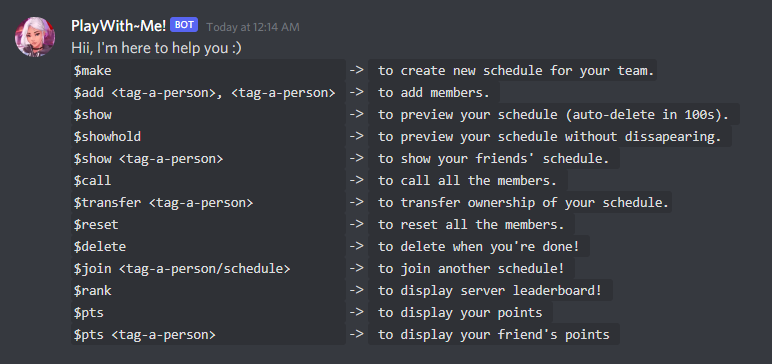 PlayWith~Me! BOT Today at 12:14 AM
Hii, I'm here to help you :)
$make -> to create new schedule for your team.
$add <tag-a-person>, <tag-a-person> -> to add members.
$show -> to preview your schedule (auto-delete in 100s).
$showhold -> to preview your schedule without dissapearing.
$show <tag-a-person> -> to show your friends' schedule.
$call -> to call all the members.
$transfer <tag-a-person> -> to transfer ownership of your schedule.
$reset -> to reset all the members.
$delete -> to delete when you're done!
$join <tag-a-person/schedule> -> to join another schedule!
$rank -> to display server leaderboard!
$pts -> to display your points
$pts <tag-a-person> -> to display your friend's points